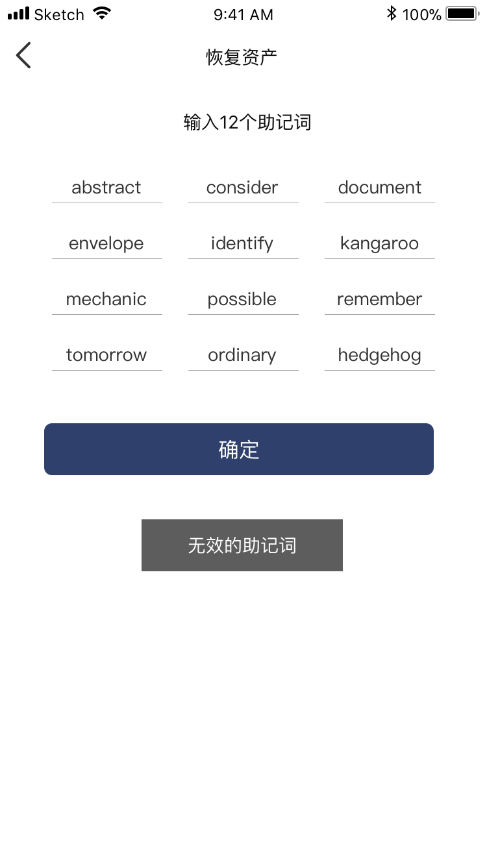 Sketch 9:41 AM 100%
恢复资产
输入12个助记词
abstract consider document
envelope identify kangaroo
mechanic possible remember
tomorrow ordinary hedgehog
确定
无效的助记词